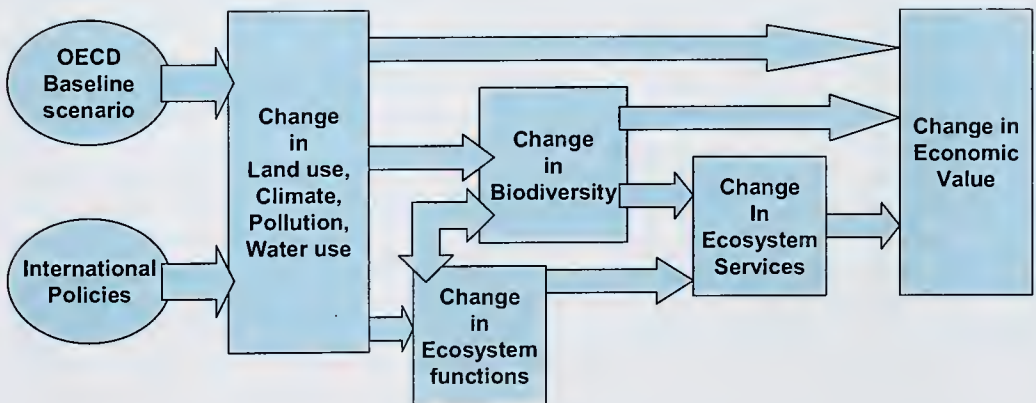 OECD
Baseline
scenario
International
Policies
Change
in
Land use,
Climate,
Pollution,
Water use
Change
in
Biodiversity
Change
in
Ecosystem
functions
Change
In
Ecosystem
Services
Change in
Economic
Value